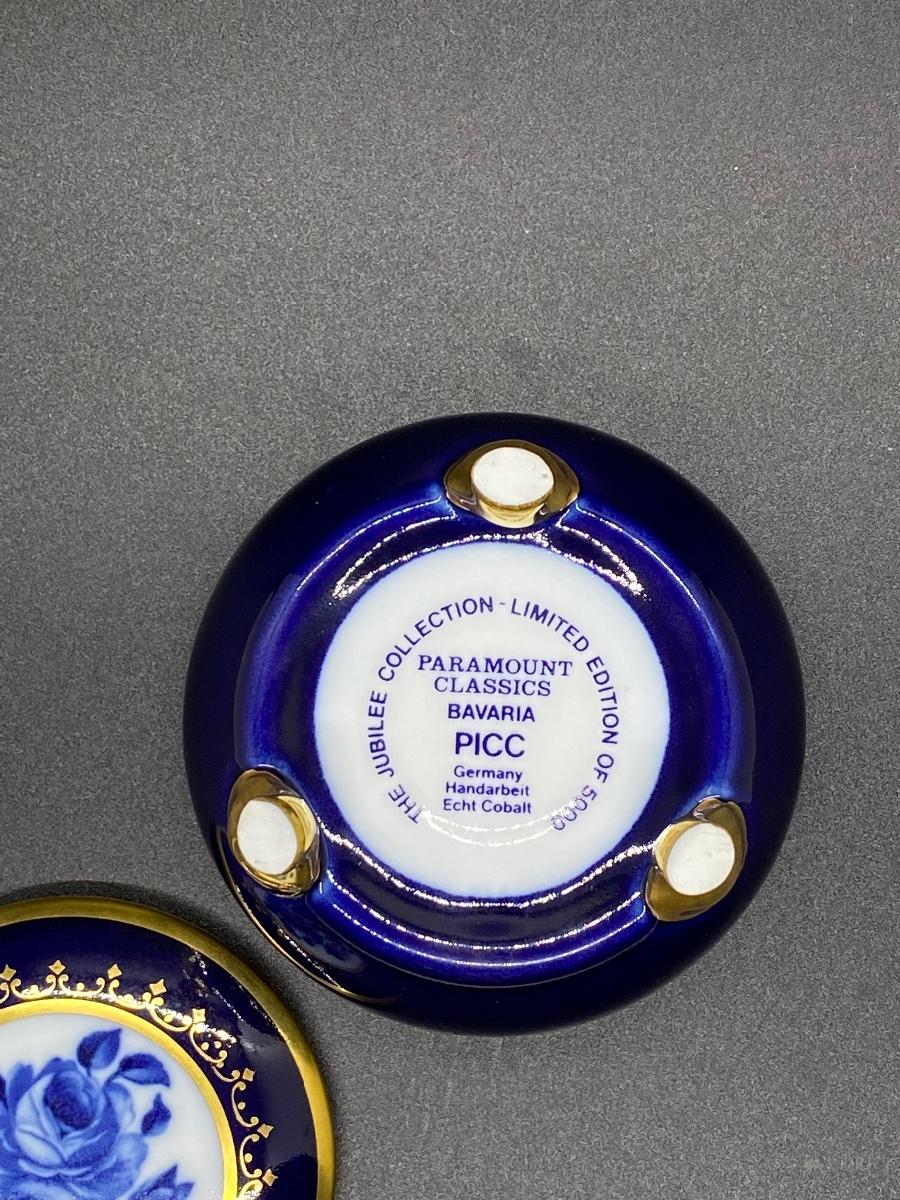 THE JUBILEE COLLECTION - LIMITED EDITION OF 5000
PARAMOUNT
CLASSICS
BAVARIA
PICC
Germany
Handarbeit
Echt Cobalt